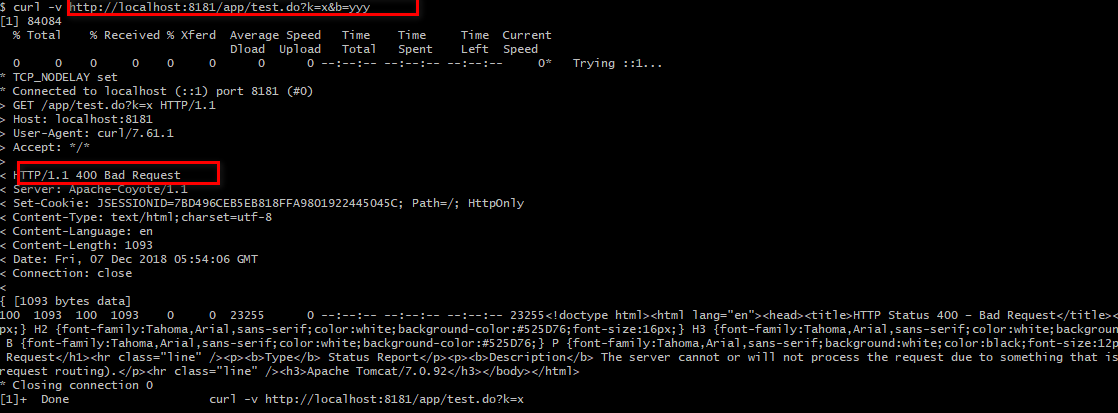 $ curl -v http://localhost:8181/app/test.do?k=x&b=yyy
[1] 84084
% Total % Received % Xferd Average Speed Time Time Time Current
Dload Upload Total Spent Left Speed
0 0 0 0 0 0 0 0 --:--:-- --:--:-- --:--:-- 0* Trying ::1...
* TCP_NODELAY set
* Connected to localhost (::1) port 8181 (#0)
> GET /app/test.do?k=x HTTP/1.1
> Host: localhost:8181
> User-Agent: curl/7.61.1
> Accept: */*
>
< HTTP/1.1 400 Bad Request
< Server: Apache-Coyote/1.1
< Set-Cookie: JSESSIONID=7BD496CEB5EB818FFA9801922445045C; Path=/; HttpOnly
< Content-Type: text/html;charset=utf-8
< Content-Language: en
< Content-Length: 1093
< Date: Fri, 07 Dec 2018 05:54:06 GMT
< Connection: close
<
{ [1093 bytes data]
100 1093 100 1093 0 0 23255 0 --:--:-- --:--:-- --:--:-- 23255<!doctype html><html lang="en"><head><title>HTTP Status 400 – Bad Request</title><
px;} H2 {font-family:Tahoma,Arial,sans-serif;color:white;background-color:#525D76;font-size:16px;} H3 {font-family:Tahoma,Arial,sans-serif;color:white;backgroun
B {font-family:Tahoma,Arial,sans-serif;color:white;background-color:#525D76;} P {font-family:Tahoma,Arial,sans-serif;background:white;color:black;font-size:12p
Request</h1><hr class="line" /><p><b>Type</b> Status Report</p><p><b>Description</b> The server cannot or will not process the request due to something that is
request routing).</p><hr class="line" /><h3>Apache Tomcat/7.0.92</h3></body></html>
* Closing connection 0
[1]+ Done curl -v http://localhost:8181/app/test.do?k=x